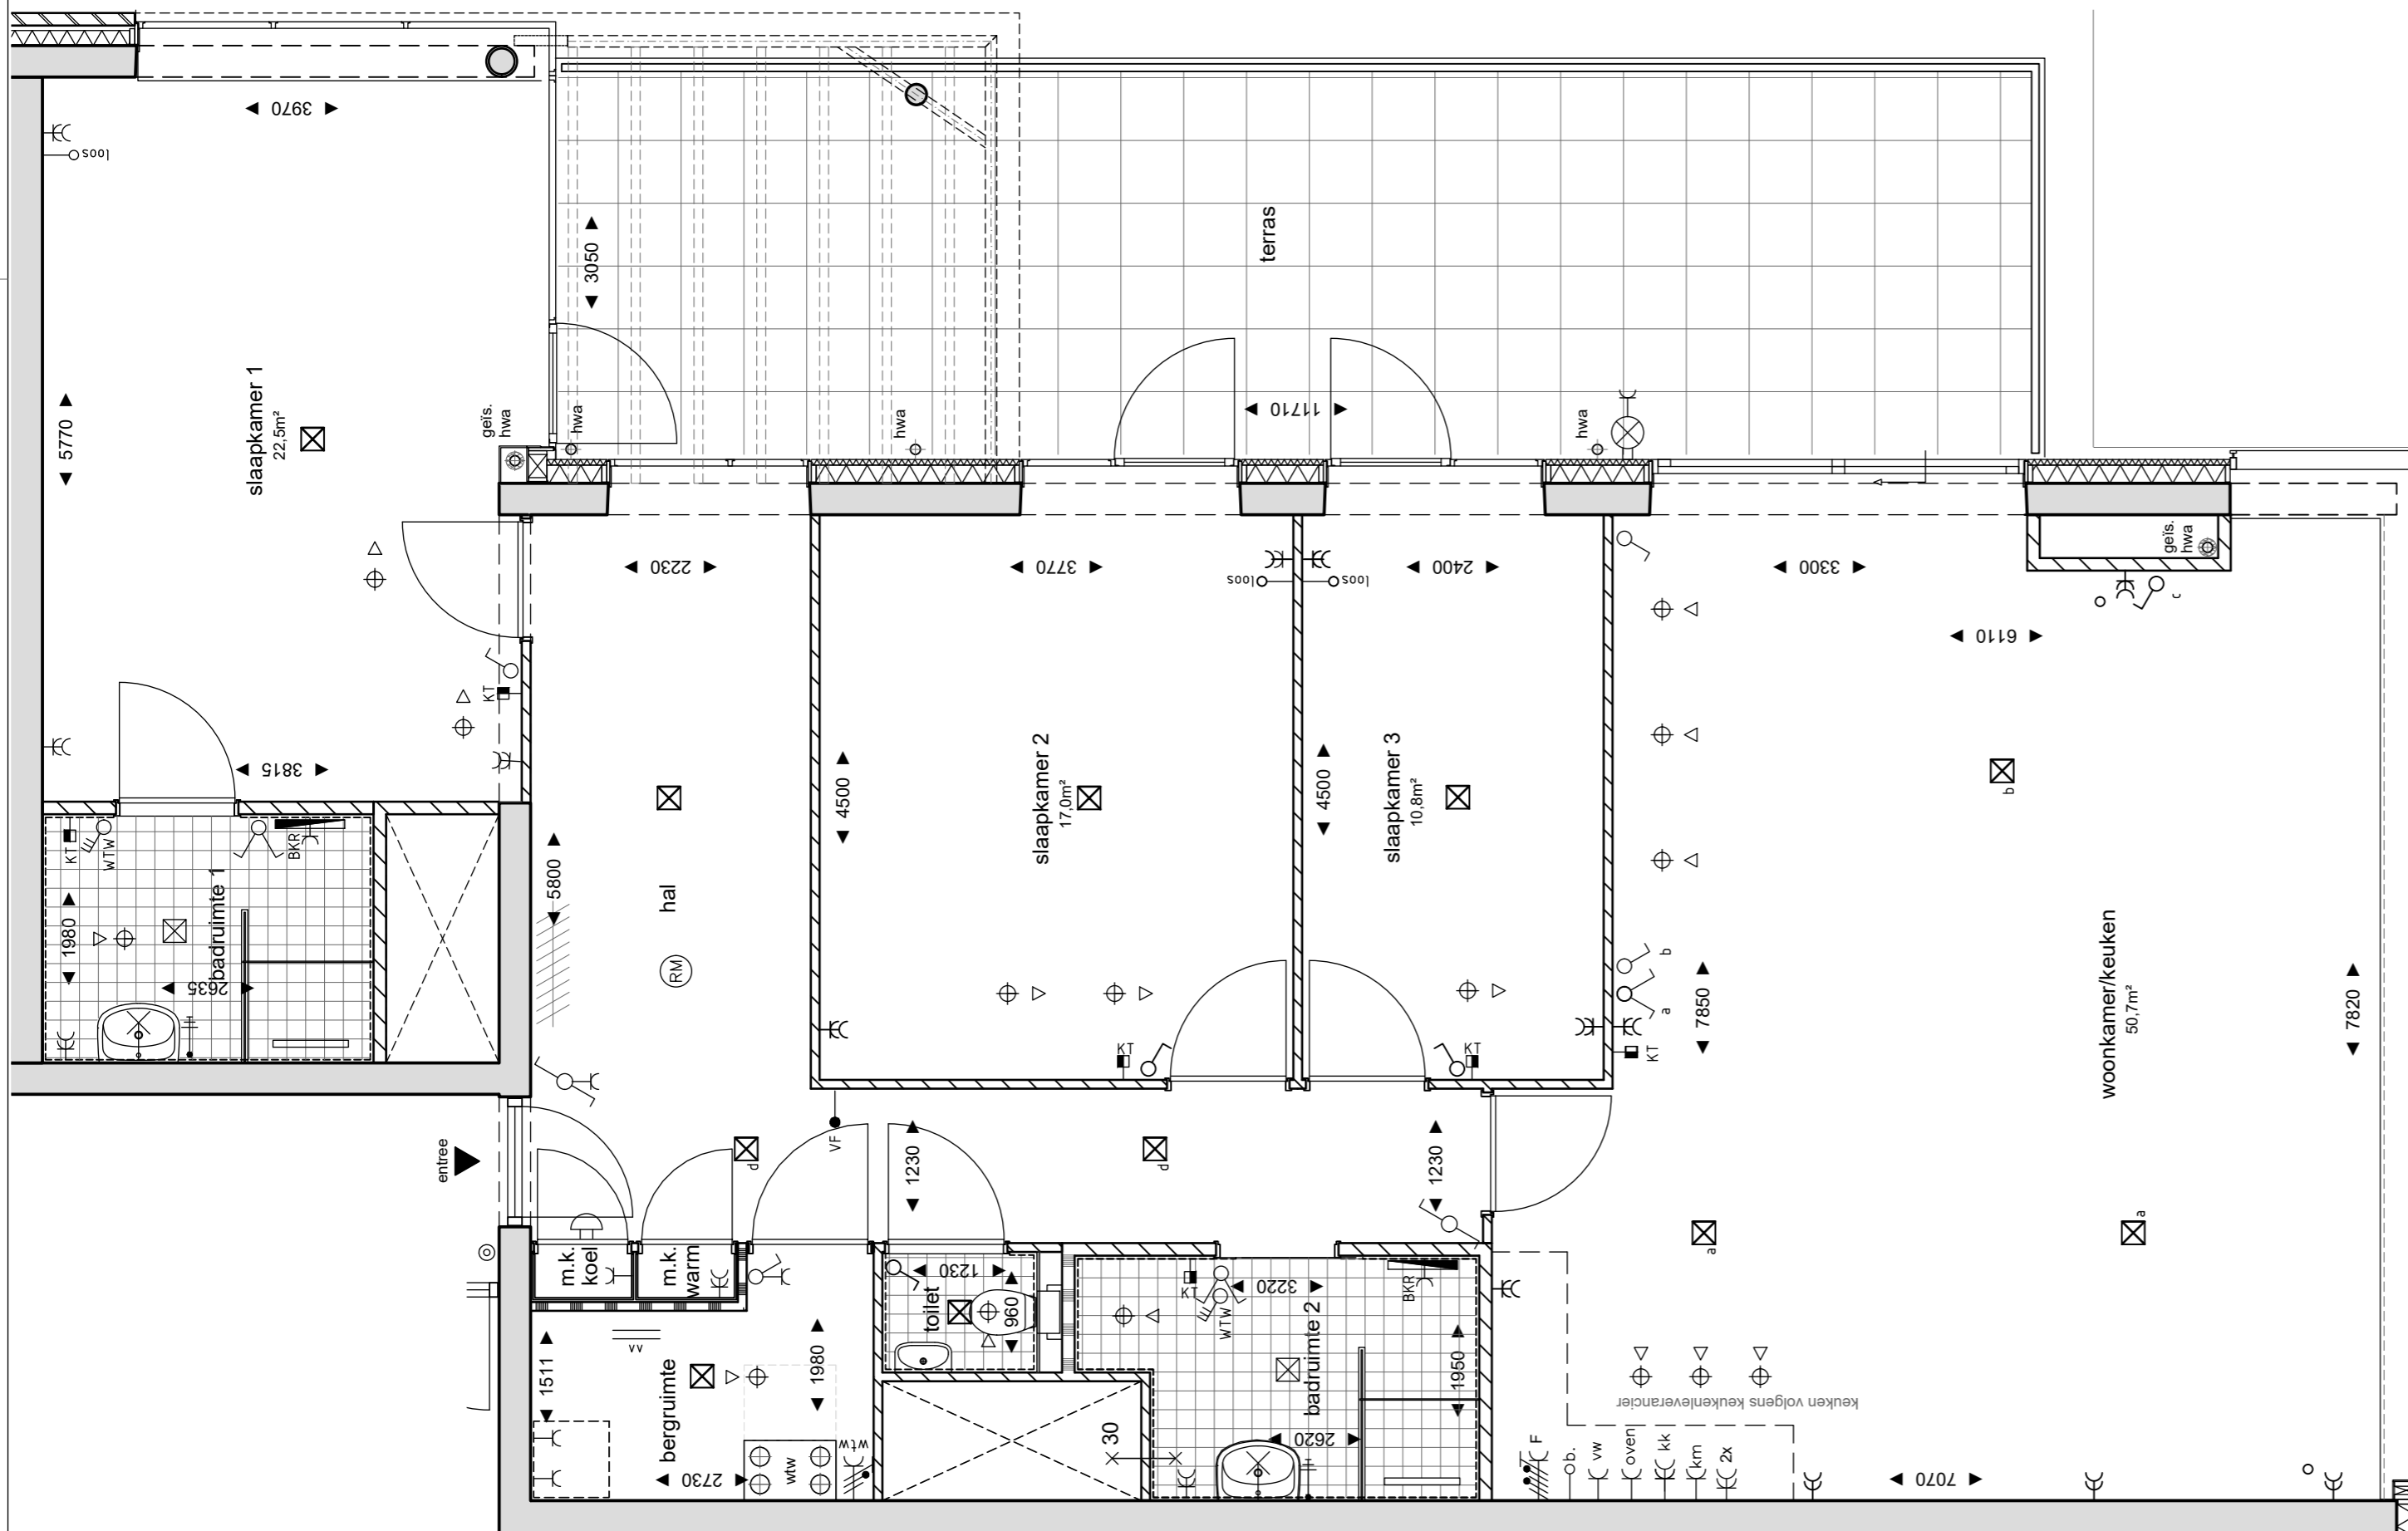 3970
loos
5770
slaapkamer 1
22,5m²
3050
terras
geïs.
hwa
hwa
hwa
11710
hwa
2230
3770
loos
loos
2400
3300
geïs.
hwa
c
6110
KT
3815
KT
WTW
BKR
1980
badruimte 1
2635
5800
hal
RM
4500
slaapkamer 2
17,0m²
4500
slaapkamer 3
10,8m²
b
b
a
KT
KT
KT
7850
woonkamer/keuken
50,7m²
7820
entree
d
VF
1230
d
1230
a
a
m.k.
koel
m.k.
warm
1230
toilet
960
KT
WTW
3220
BKR
badruimte 2
1950
2620
1511
bergruimte
1980
2730
wtw
wtw
30
keuken volgens keukenleverancier
F
b.
vw
oven
kk
km
2x
7070